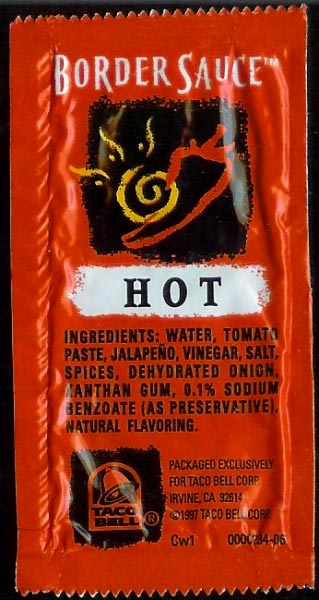 BORDER SAUCE™
HOT
INGREDIENTS: WATER, TOMATO
PASTE, JALAPEÑO, VINEGAR, SALT,
SPICES, DEHYDRATED ONION,
XANTHAN GUM, 0.1% SODIUM
BENZOATE (AS PRESERVATIVE),
NATURAL FLAVORING.
TACO
BELL®
PACKAGED EXCLUSIVELY
FOR TACO BELL CORP.
IRVINE, CA 92614
©1997 TACO BELL CORP.
Cw1 0000284-06